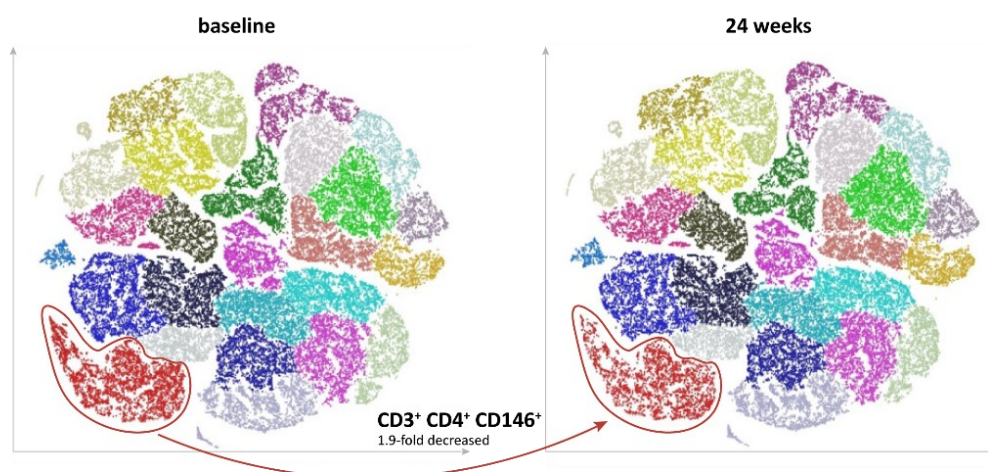 baseline
24 weeks
CD3⁺ CD4⁺ CD146⁺
1.9-fold decreased